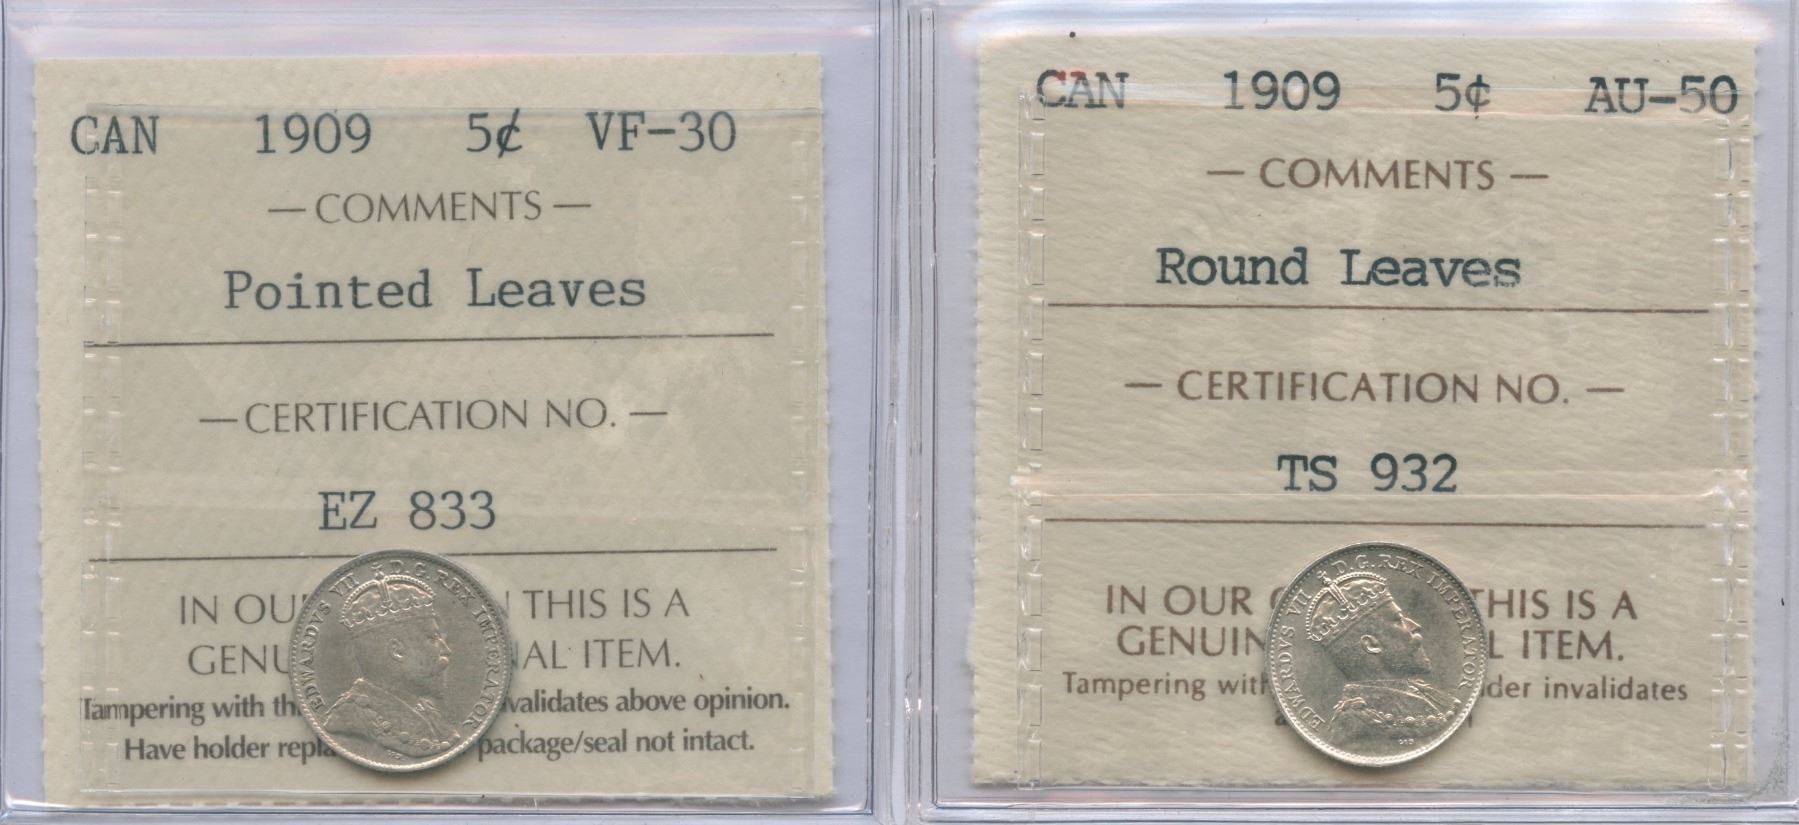 CAN 1909 5¢ VF-30
— COMMENTS —
Pointed Leaves
— CERTIFICATION NO. —
EZ 833
IN OU THIS IS A
GENU AL ITEM.
Tampering with th validates above opinion.
Have holder repla package/seal not intact.
EDWARDVS VII D.G. REX IMPERATOR
CAN 1909 5¢ AU-50
— COMMENTS —
Round Leaves
— CERTIFICATION NO. —
TS 932
IN OUR THIS IS A
GENUIN L ITEM.
Tampering with der invalidates
EDWARDVS VII D.G. REX IMPERATOR